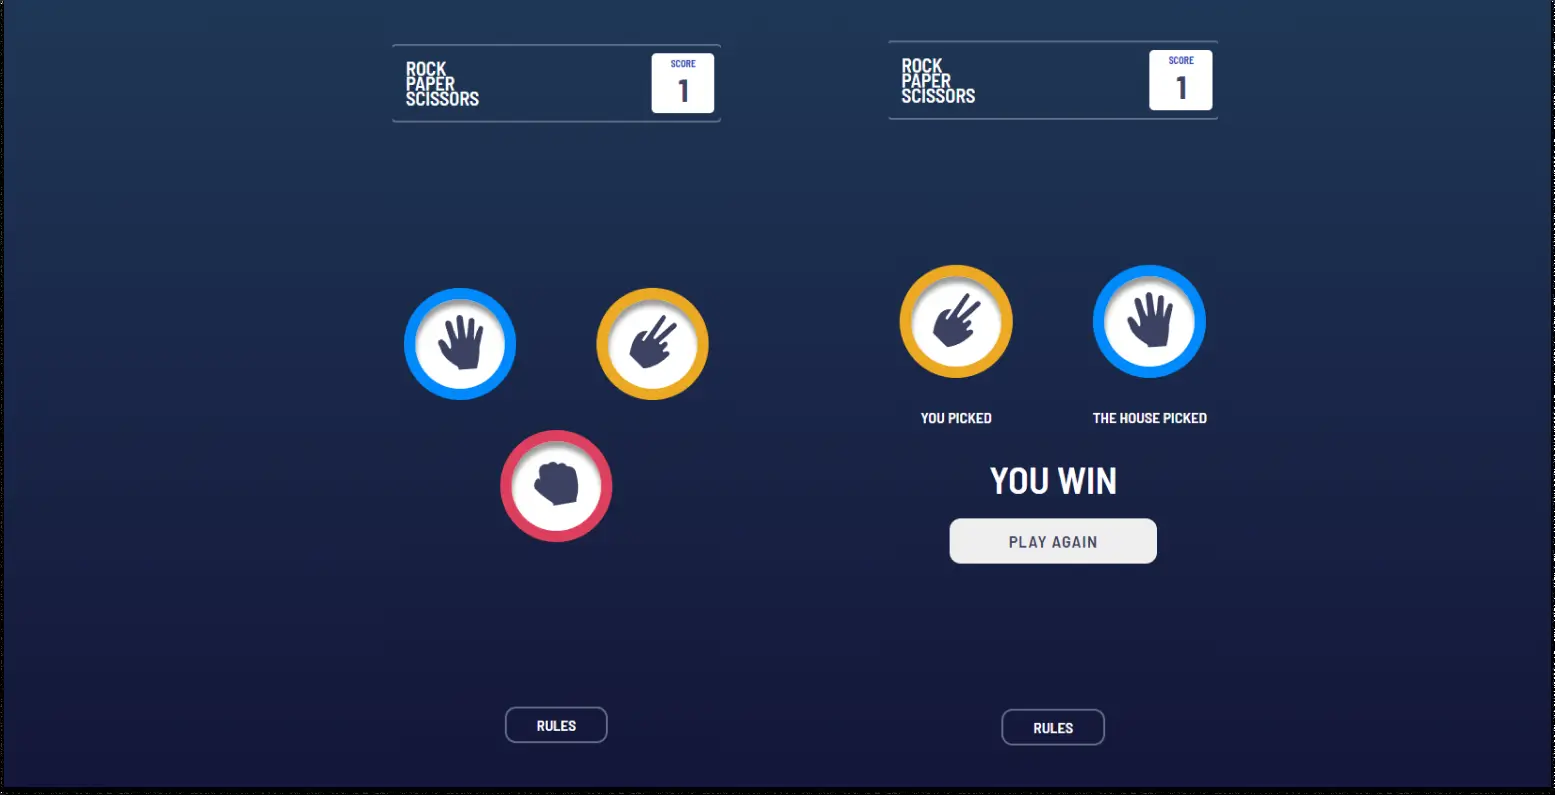 ROCK
PAPER
SCISSORS
SCORE
1
RULES
ROCK
PAPER
SCISSORS
SCORE
1
YOU PICKED
THE HOUSE PICKED
YOU WIN
PLAY AGAIN
RULES